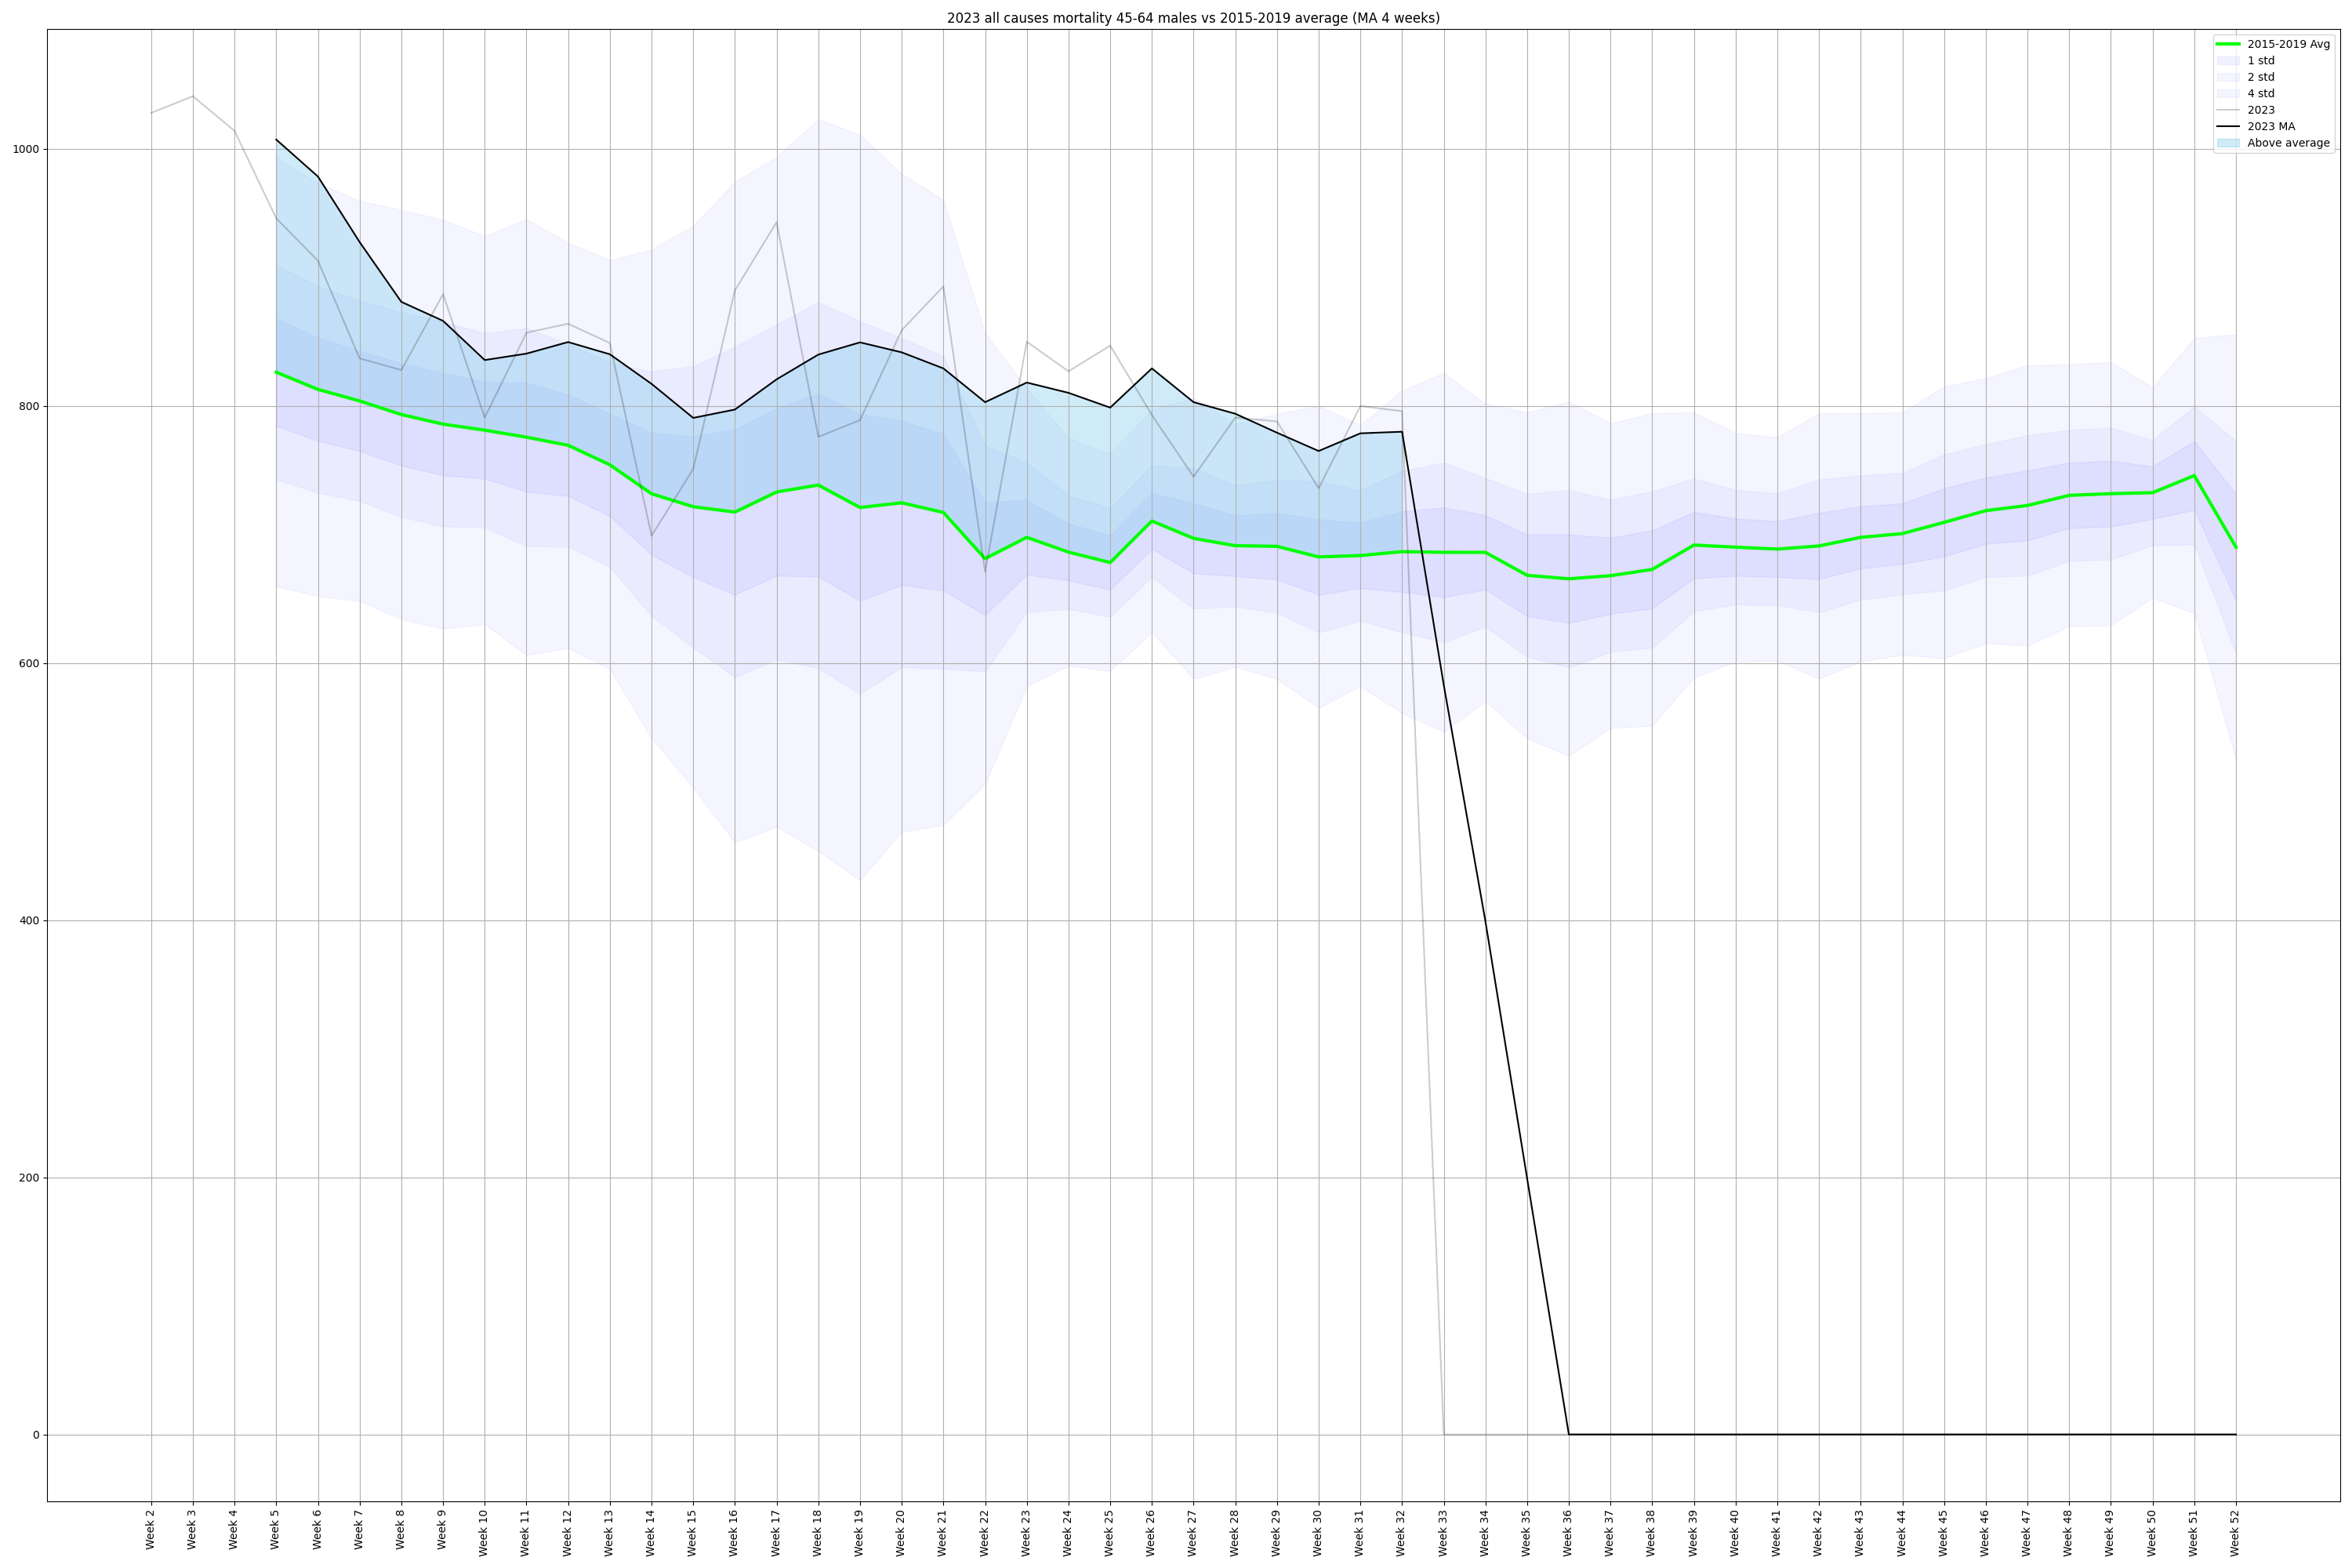 2023 all causes mortality 45-64 males vs 2015-2019 average (MA 4 weeks)
2015-2019 Avg
1 std
2 std
4 std
2023
2023 MA
Above average
1000
800
600
400
200
0
Week 2
Week 3
Week 4
Week 5
Week 6
Week 7
Week 8
Week 9
Week 10
Week 11
Week 12
Week 13
Week 14
Week 15
Week 16
Week 17
Week 18
Week 19
Week 20
Week 21
Week 22
Week 23
Week 24
Week 25
Week 26
Week 27
Week 28
Week 29
Week 30
Week 31
Week 32
Week 33
Week 34
Week 35
Week 36
Week 37
Week 38
Week 39
Week 40
Week 41
Week 42
Week 43
Week 44
Week 45
Week 46
Week 47
Week 48
Week 49
Week 50
Week 51
Week 52